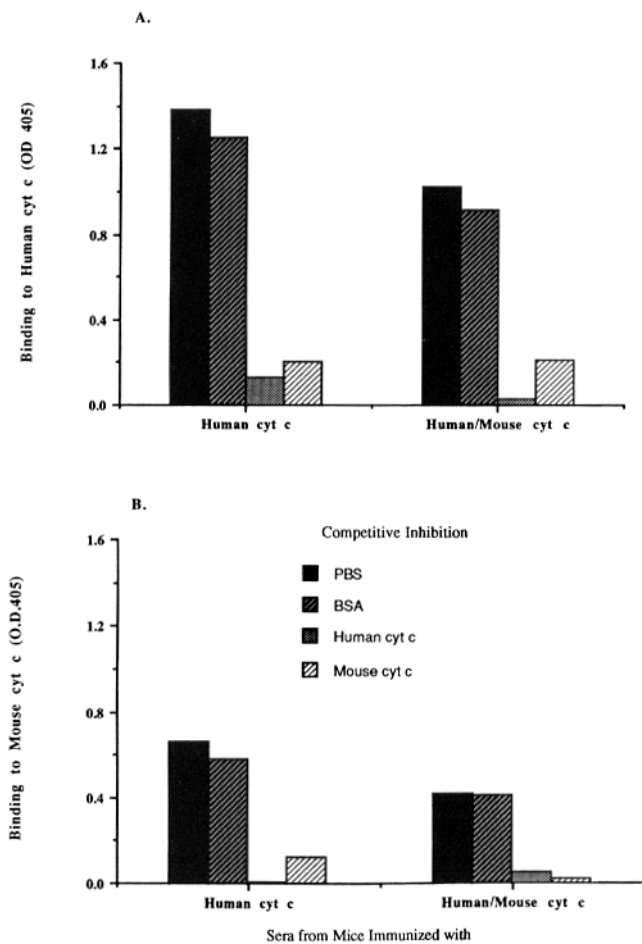 A.
1.6
1.2
0.8
0.4
0.0
Binding to Human cyt c (OD 405)
Human cyt c
Human/Mouse cyt c
B.
Competitive Inhibition
PBS
BSA
Human cyt c
Mouse cyt c
1.6
1.2
0.8
0.4
0.0
Binding to Mouse cyt c (O.D.405)
Human cyt c
Human/Mouse cyt c
Sera from Mice Immunized with